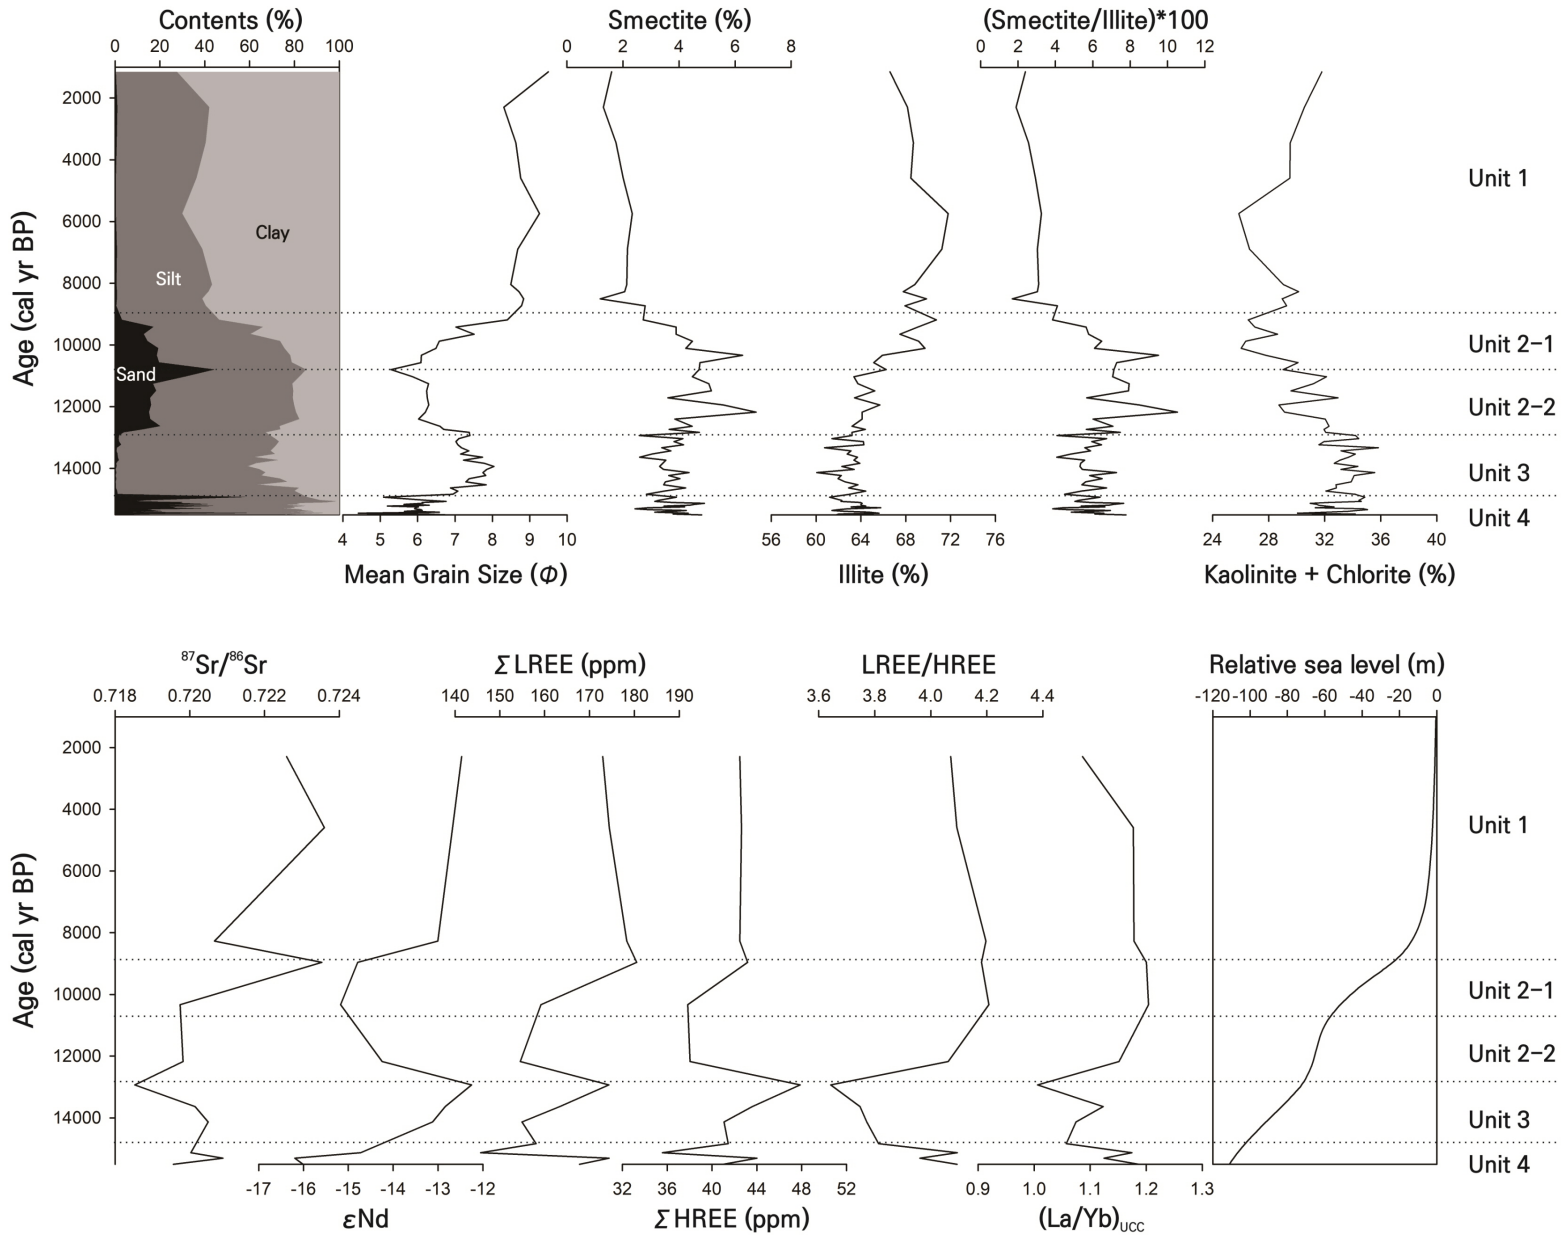 Contents (%) Smectite (%) (Smectite/Illite)*100
0 20 40 60 80 100 0 2 4 6 8 0 2 4 6 8 10 12
2000
4000
6000
8000
10000
12000
14000
Age (cal yr BP)
Clay
Silt
Sand
Unit 1
Unit 2-1
Unit 2-2
Unit 3
Unit 4
4 5 6 7 8 9 10 56 60 64 68 72 76 24 28 32 36 40
Mean Grain Size (Φ) Illite (%) Kaolinite + Chlorite (%)
⁸⁷Sr/⁸⁶Sr Σ LREE (ppm) LREE/HREE Relative sea level (m)
0.718 0.720 0.722 0.724 140 150 160 170 180 190 3.6 3.8 4.0 4.2 4.4 -120 -100 -80 -60 -40 -20 0
2000
4000
6000
8000
10000
12000
14000
Age (cal yr BP)
Unit 1
Unit 2-1
Unit 2-2
Unit 3
Unit 4
-17 -16 -15 -14 -13 -12 32 36 40 44 48 52 0.9 1.0 1.1 1.2 1.3
εNd Σ HREE (ppm) (La/Yb)UCC